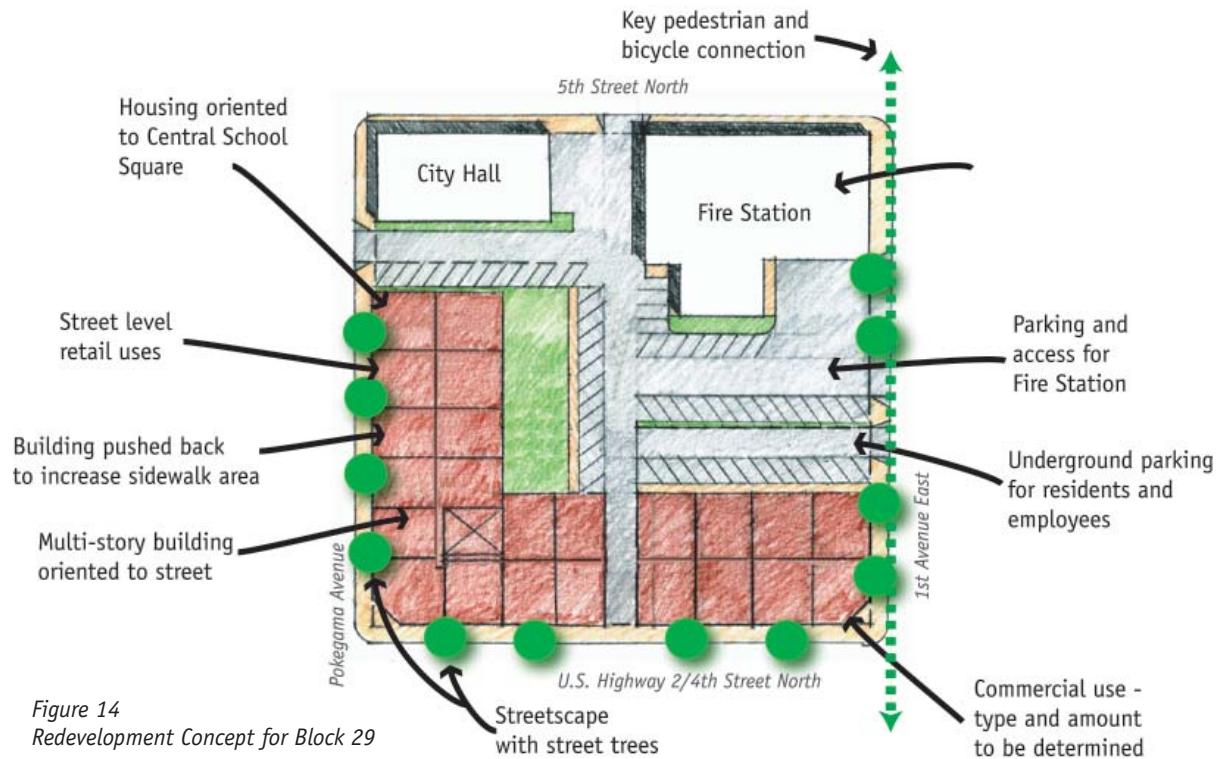 Key pedestrian and
bicycle connection
5th Street North
Housing oriented
to Central School
Square
City Hall
Fire Station
Street level
retail uses
Parking and
access for
Fire Station
Building pushed back
to increase sidewalk area
Underground parking
for residents and
employees
Multi-story building
oriented to street
Pokegama Avenue
1st Avenue East
U.S. Highway 2/4th Street North
Figure 14
Redevelopment Concept for Block 29
Streetscape
with street trees
Commercial use -
type and amount
to be determined